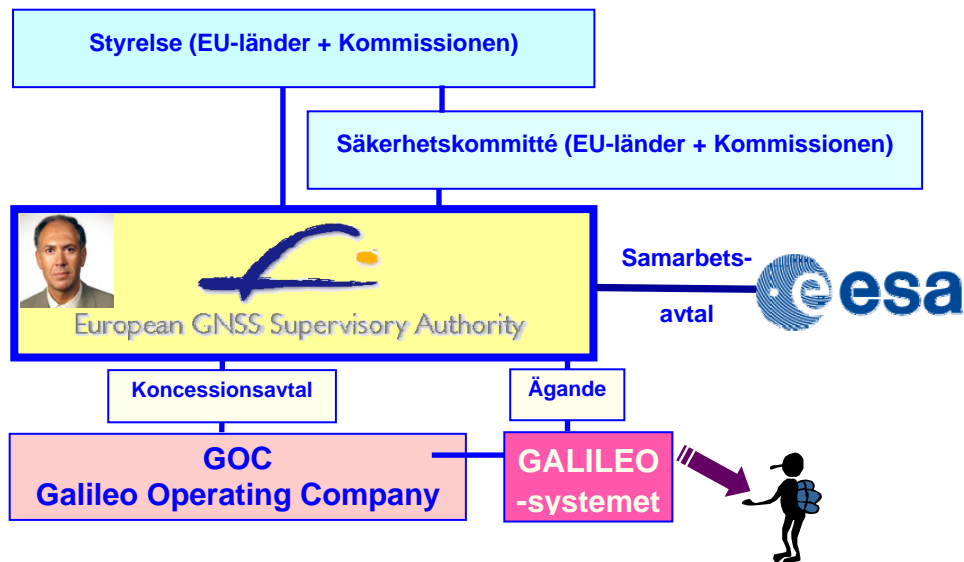 Styrelse (EU-länder + Kommissionen)
Säkerhetskommitté (EU-länder + Kommissionen)
European GNSS Supervisory Authority
Samarbets-
avtal
esa
Koncessionsavtal
Ägande
GOC
Galileo Operating Company
GALILEO
-systemet